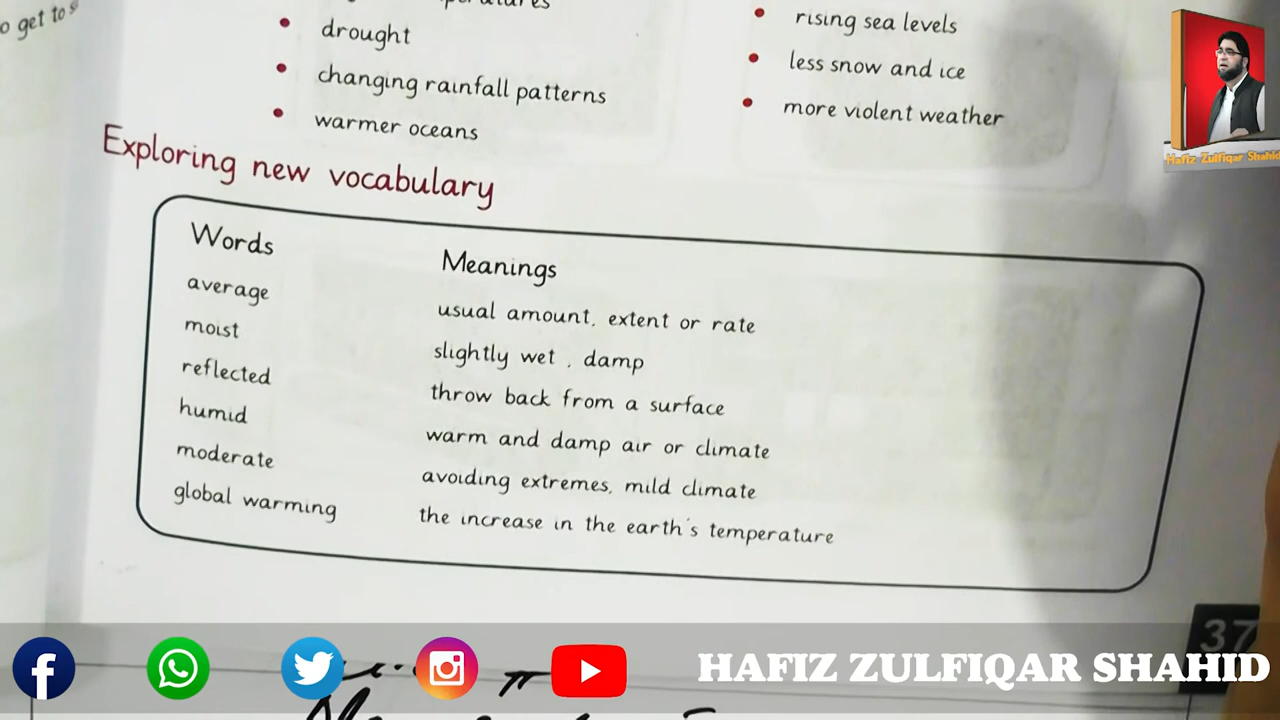 o get to s
drought
changing rainfall patterns
warmer oceans
rising sea levels
less snow and ice
more violent weather
Exploring new vocabulary
Words Meanings
average usual amount, extent or rate
moist slightly wet , damp
reflected throw back from a surface
humid warm and damp air or climate
moderate avoiding extremes, mild climate
global warming the increase in the earth's temperature
37
Hafiz Zulfiqar Shahid
HAFIZ ZULFIQAR SHAHID